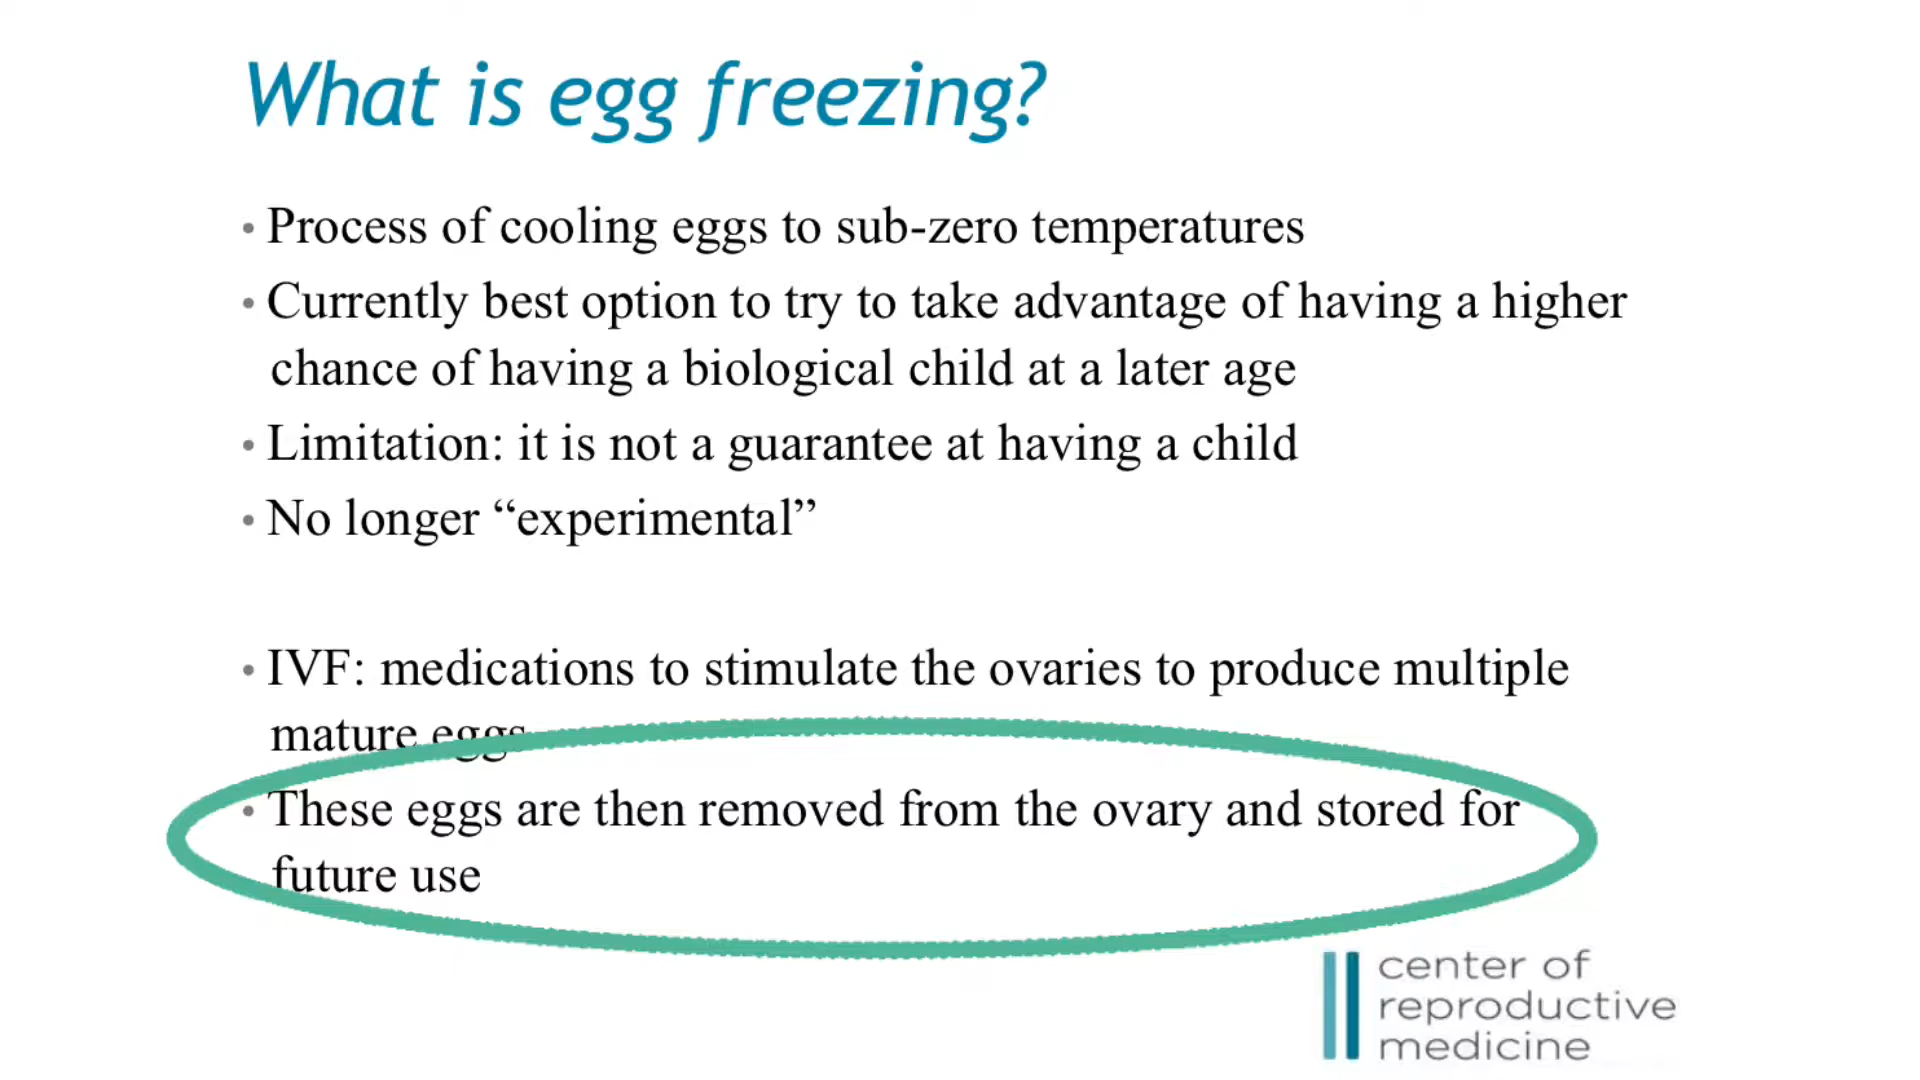 What is egg freezing?
• Process of cooling eggs to sub-zero temperatures
• Currently best option to try to take advantage of having a higher
chance of having a biological child at a later age
• Limitation: it is not a guarantee at having a child
• No longer “experimental”
• IVF: medications to stimulate the ovaries to produce multiple
mature eggs
• These eggs are then removed from the ovary and stored for
future use
center of
reproductive
medicine